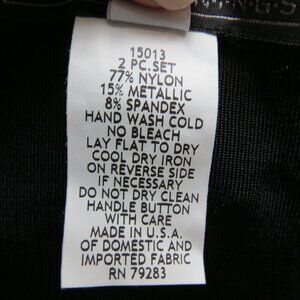 15013
2 PC.SET
77% NYLON
15% METALLIC
8% SPANDEX
HAND WASH COLD
NO BLEACH
LAY FLAT TO DRY
COOL DRY IRON
ON REVERSE SIDE
IF NECESSARY
DO NOT DRY CLEAN
HANDLE BUTTON
WITH CARE
MADE IN U.S.A.
OF DOMESTIC AND
IMPORTED FABRIC
RN 79283